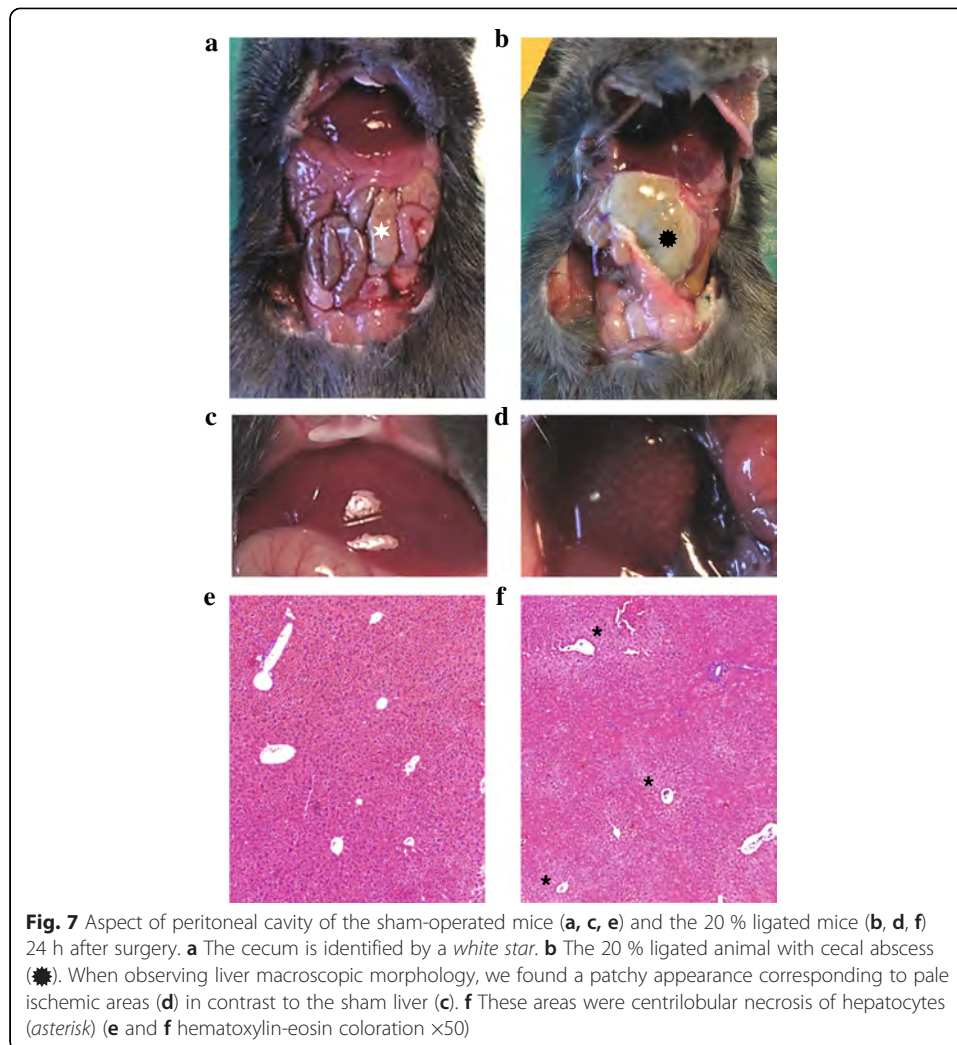 a
b
c
d
e
f
*
*
*
Fig. 7 Aspect of peritoneal cavity of the sham-operated mice (a, c, e) and the 20 % ligated mice (b, d, f)
24 h after surgery. a The cecum is identified by a white star. b The 20 % ligated animal with cecal abscess
(✹). When observing liver macroscopic morphology, we found a patchy appearance corresponding to pale
ischemic areas (d) in contrast to the sham liver (c). f These areas were centrilobular necrosis of hepatocytes
(asterisk) (e and f hematoxylin-eosin coloration ×50)